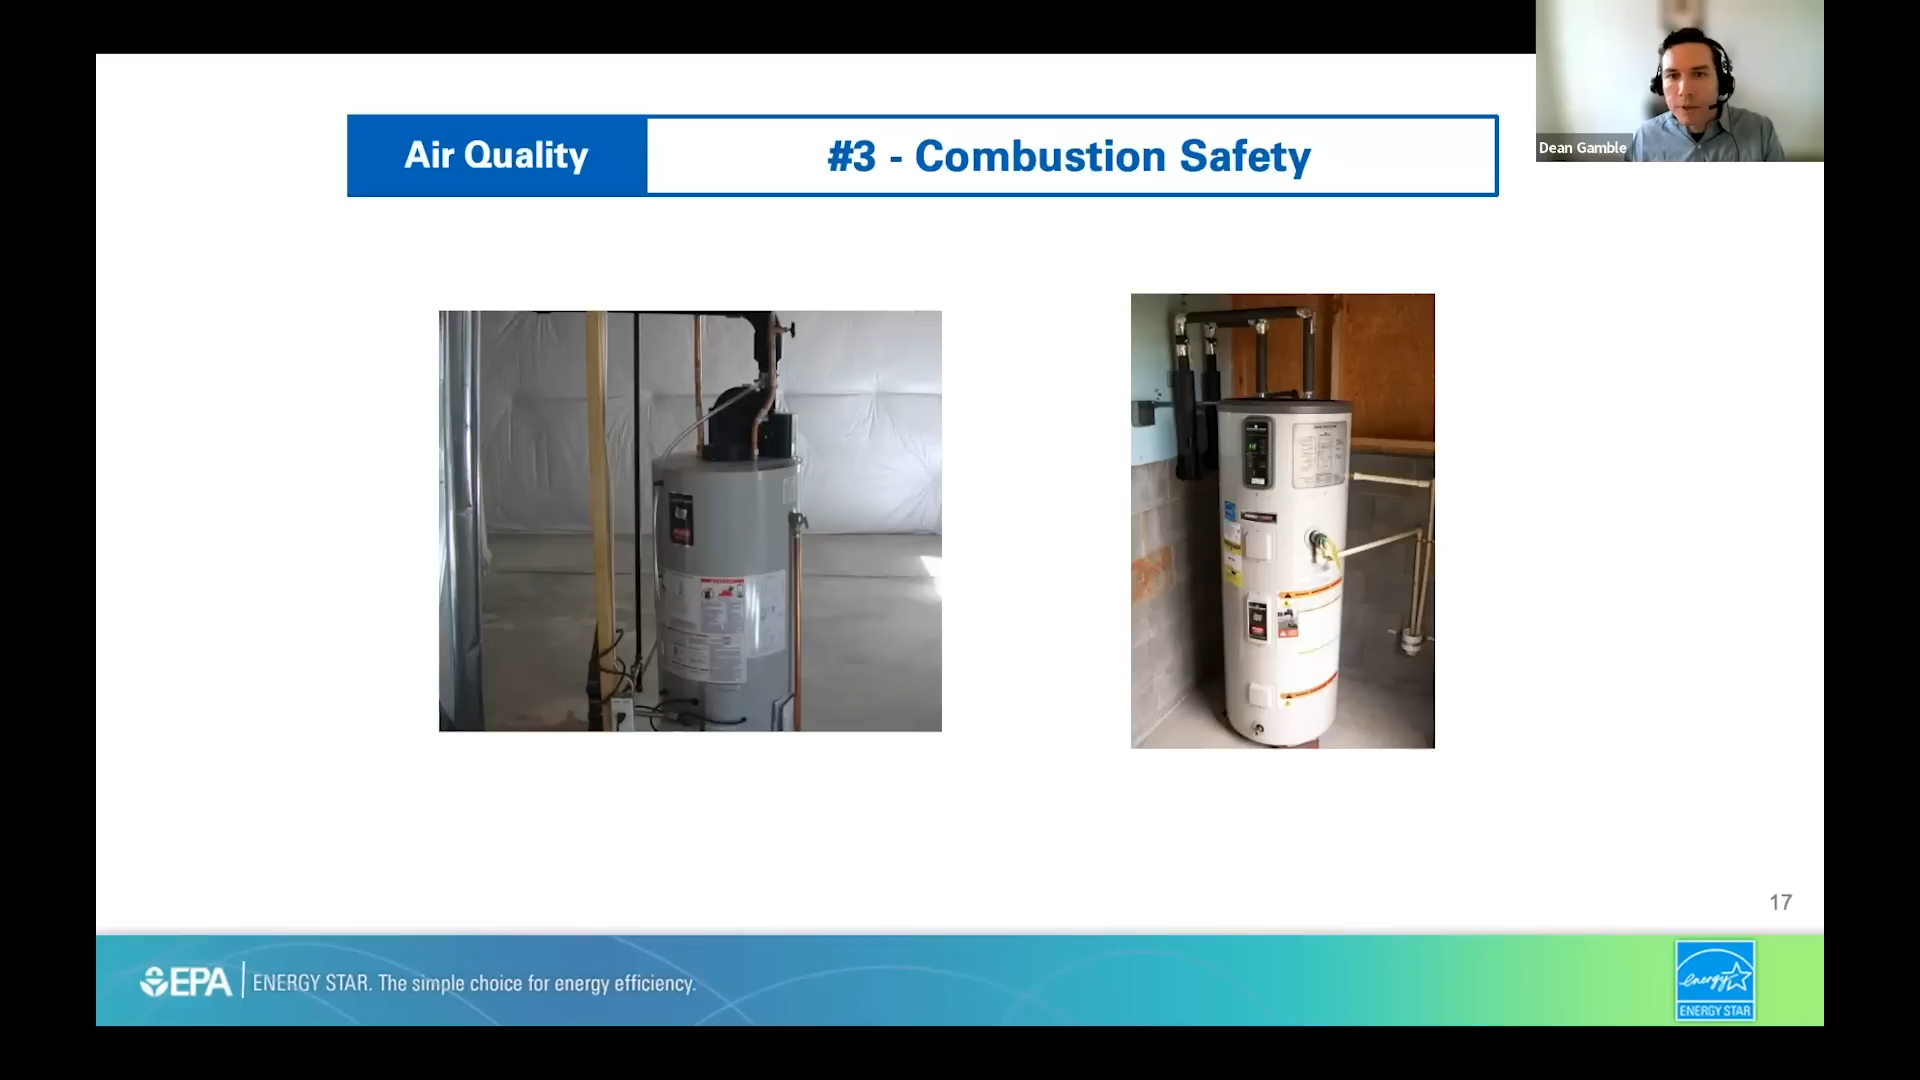 Air Quality
#3 - Combustion Safety
Dean Gamble
17
EPA
ENERGY STAR. The simple choice for energy efficiency.
energy
ENERGY STAR